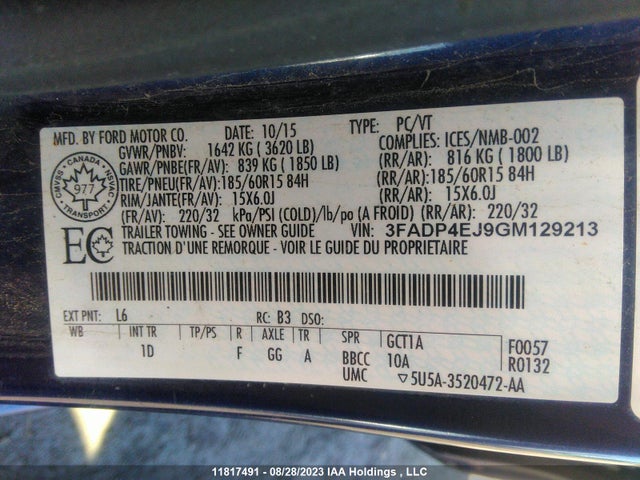 MFD. BY FORD MOTOR CO. DATE: 10/15 TYPE: PC/VT
GVWR/PNBV: 1642 KG ( 3620 LB) COMPLIES: ICES/NMB-002
GAWR/PNBE(FR/AV): 839 KG ( 1850 LB) (RR/AR): 816 KG ( 1800 LB)
TIRE/PNEU(FR/AV):185/60R15 84H (RR/AR):185/60R15 84H
RIM/JANTE(FR/AV): 15X6.0J (RR/AR): 15X6.0J
(FR/AV): 220/32 kPa/PSI (COLD)/lb/po (A FROID) (RR/AR): 220/32
TRAILER TOWING - SEE OWNER GUIDE VIN: 3FADP4EJ9GM129213
TRACTION D'UNE REMORQUE - VOIR LE GUIDE DU PROPRIETAIRE
CANADA
CMVSS NSVAC
977
TRANSPORT
EC
EXT PNT: L6 RC: B3 DSO:
WB INT TR TP/PS R AXLE TR SPR GCT1A F0057
1D F GG A BBCC 10A R0132
UMC ▽5U5A-3520472-AA
11817491 - 08/28/2023 IAA Holdings , LLC